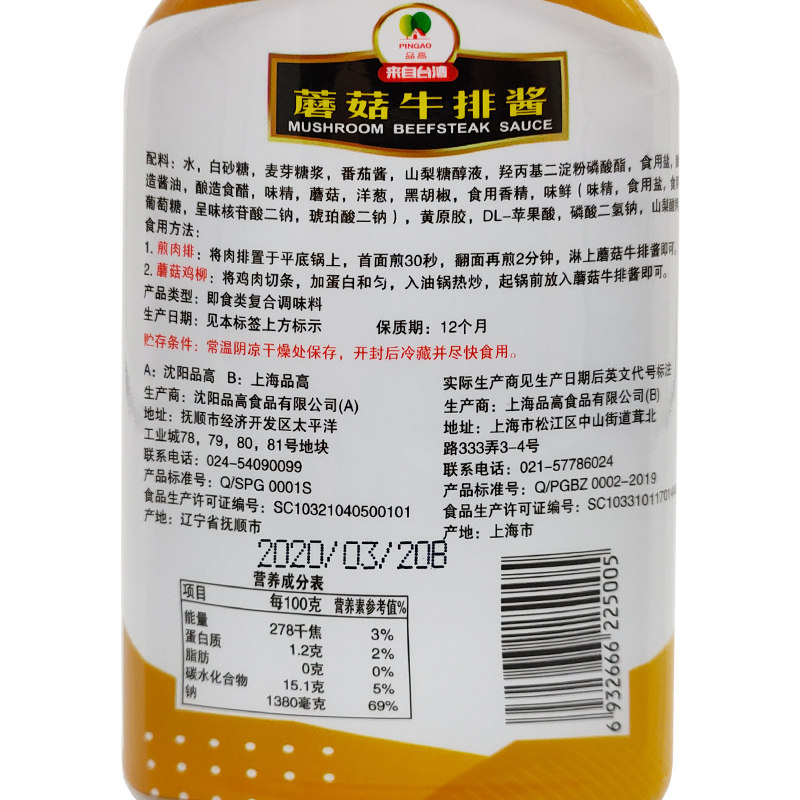 PINGAO
品高
来自台湾
蘑菇牛排酱
MUSHROOM BEEFSTEAK SAUCE
配料：水，白砂糖，麦芽糖浆，番茄酱，山梨糖醇液，羟丙基二淀粉磷酸酯，食用盐，
造酱油，酿造食醋，味精，蘑菇，洋葱，黑胡椒，食用香精，味鲜（味精，食用盐，食
葡萄糖，呈味核苷酸二钠，琥珀酸二钠），黄原胶，DL-苹果酸，磷酸二氢钠，山梨酸
食用方法：
1. 煎肉排：将肉排置于平底锅上，首面煎30秒，翻面再煎2分钟，淋上蘑菇牛排酱即可。
2. 蘑菇鸡柳：将鸡肉切条，加蛋白和匀，入油锅热炒，起锅前放入蘑菇牛排酱即可。
产品类型：即食类复合调味料
生产日期：见本标签上方标示 保质期：12个月
贮存条件：常温阴凉干燥处保存，开封后冷藏并尽快食用。
A：沈阳品高 B：上海品高
生产商：沈阳品高食品有限公司(A)
地址：抚顺市经济开发区太平洋
工业城78，79，80，81号地块
联系电话：024-54090099
产品标准号：Q/SPG 0001S
食品生产许可证编号：SC10321040500101
产地：辽宁省抚顺市
实际生产商见生产日期后英文代号标注
生产商：上海品高食品有限公司(B)
地址：上海市松江区中山街道茸北
路333弄3-4号
联系电话：021-57786024
产品标准号：Q/PGBZ 0002-2019
食品生产许可证编号：SC1033101170144
产地：上海市
2020/03/20B
营养成分表
项目 每100克 营养素参考值%
能量 278千焦 3%
蛋白质 1.2克 2%
脂肪 0克 0%
碳水化合物 15.1克 5%
钠 1380毫克 69%
6 932666 225005